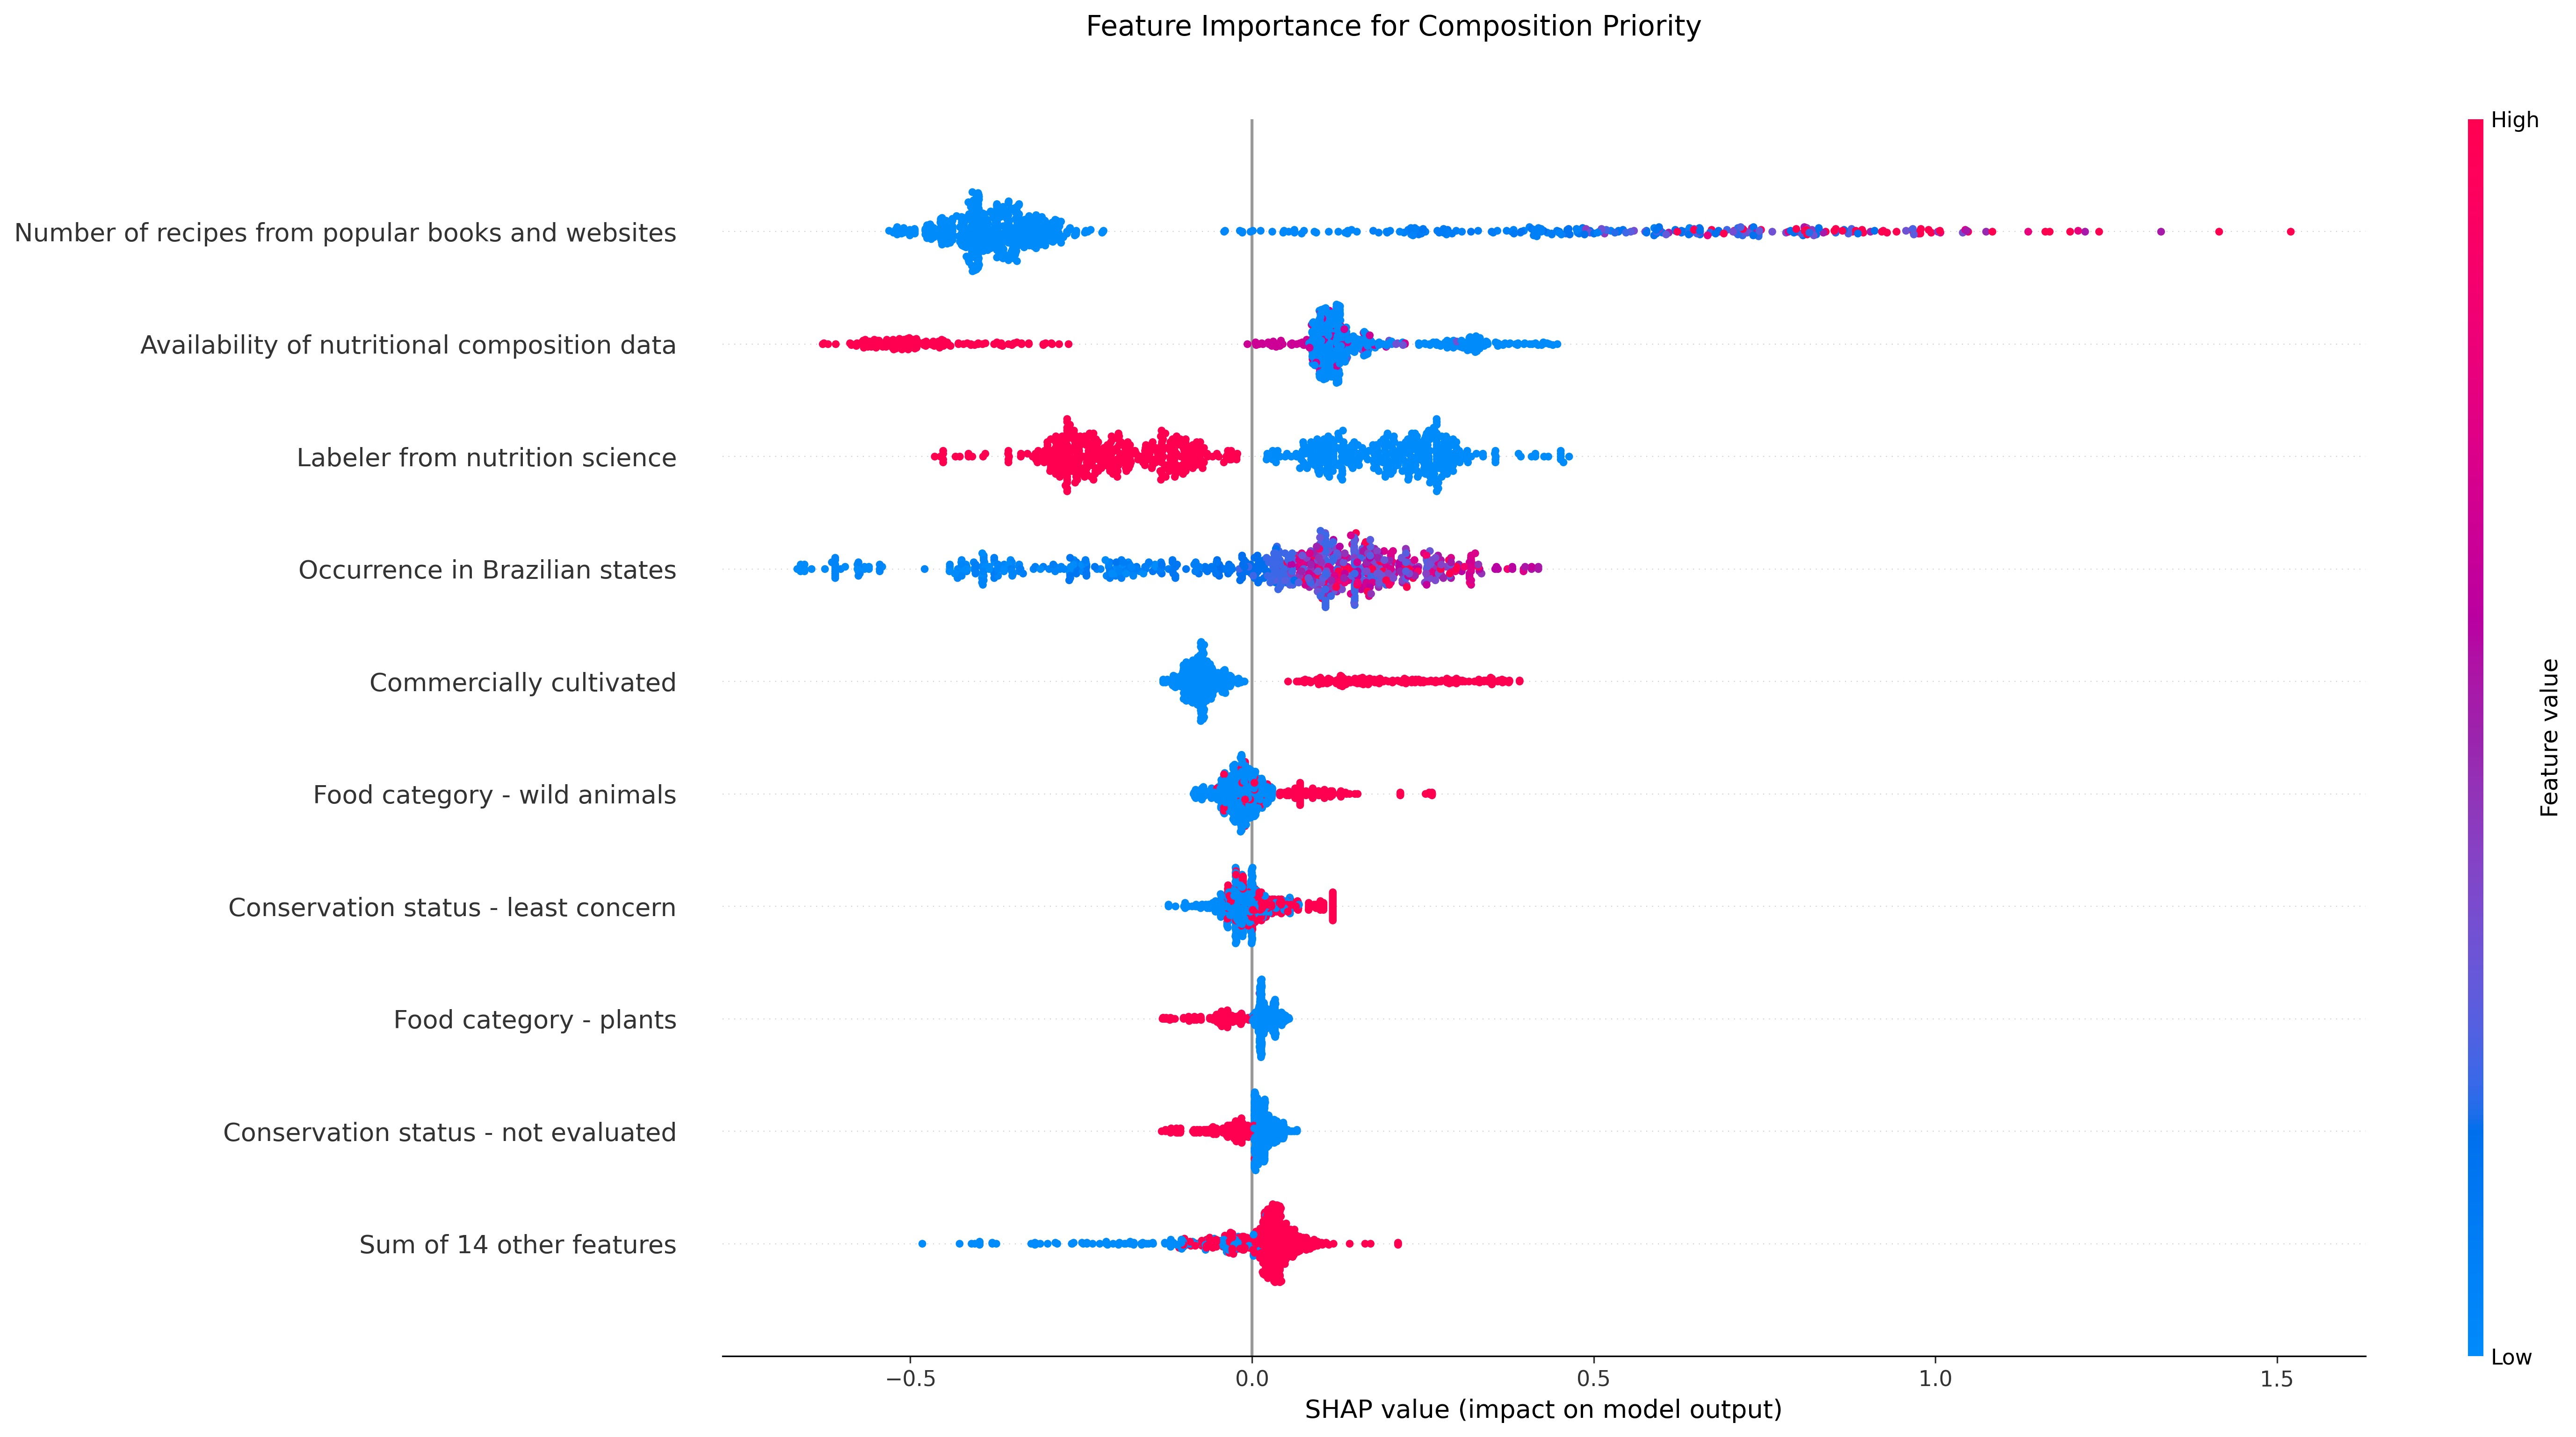 Feature Importance for Composition Priority
High
Number of recipes from popular books and websites
Availability of nutritional composition data
Labeler from nutrition science
Occurrence in Brazilian states
Commercially cultivated
Food category - wild animals
Conservation status - least concern
Food category - plants
Conservation status - not evaluated
Sum of 14 other features
Feature value
Low
−0.5 0.0 0.5 1.0 1.5
SHAP value (impact on model output)